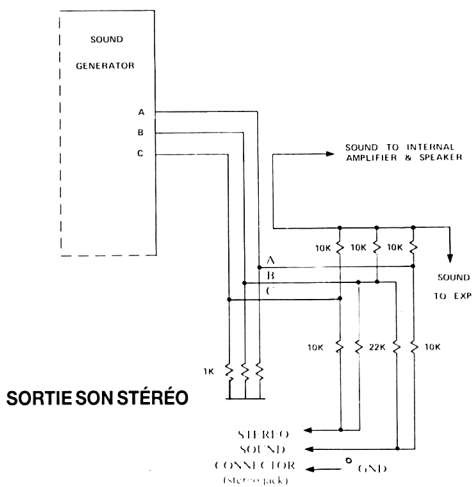 SOUND
GENERATOR
A
B
C
SOUND TO INTERNAL
AMPLIFIER & SPEAKER
10K 10K 10K
A
B
C
SOUND
TO EXP
10K 22K 10K
1K
SORTIE SON STÉRÉO
STEREO
SOUND
CONNECTOR
(stereo jack)
GND